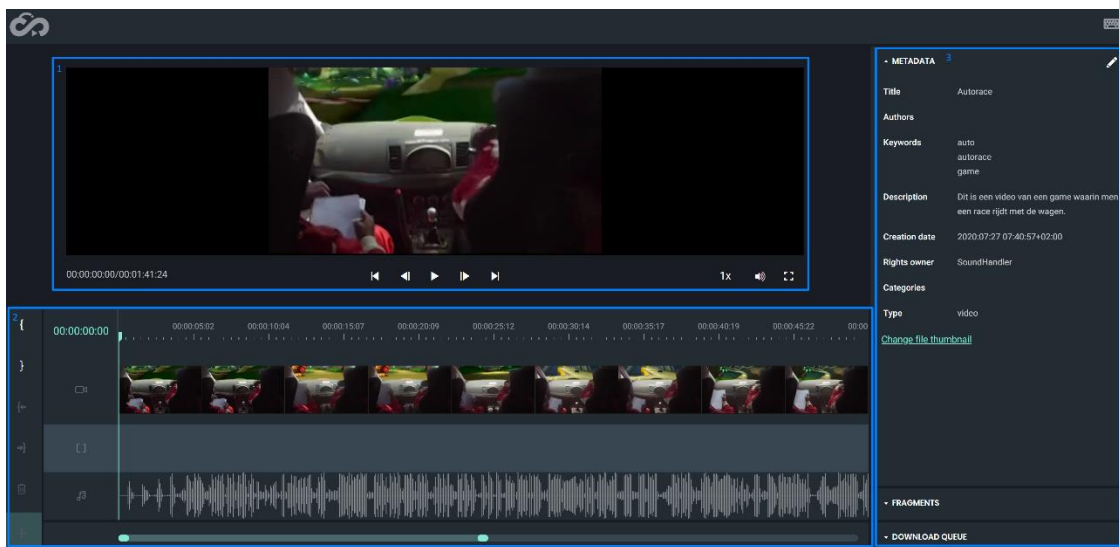 1
00:00:00:00/00:01:41:24
1x
2
00:00:00:00
00:00:05:02 00:00:10:04 00:00:15:07 00:00:20:09 00:00:25:12 00:00:30:14 00:00:35:17 00:00:40:19 00:00:45:22 00:00
METADATA 3
Title Autorace
Authors
Keywords auto
autorace
game
Description Dit is een video van een game waarin men
een race rijdt met de wagen.
Creation date 2020:07:27 07:40:57+02:00
Rights owner SoundHandler
Categories
Type video
Change file thumbnail
FRAGMENTS
DOWNLOAD QUEUE